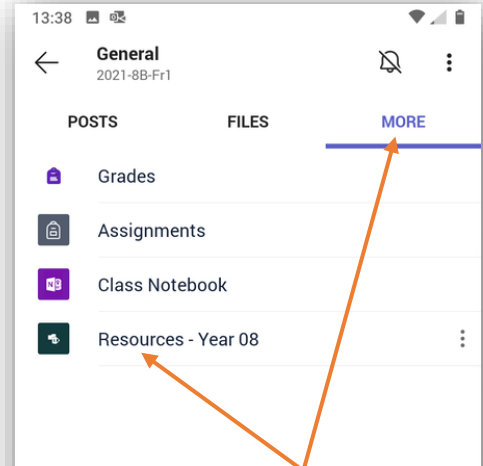 13:38
General
2021-8B-Fr1
POSTS FILES MORE
Grades
Assignments
Class Notebook
Resources - Year 08